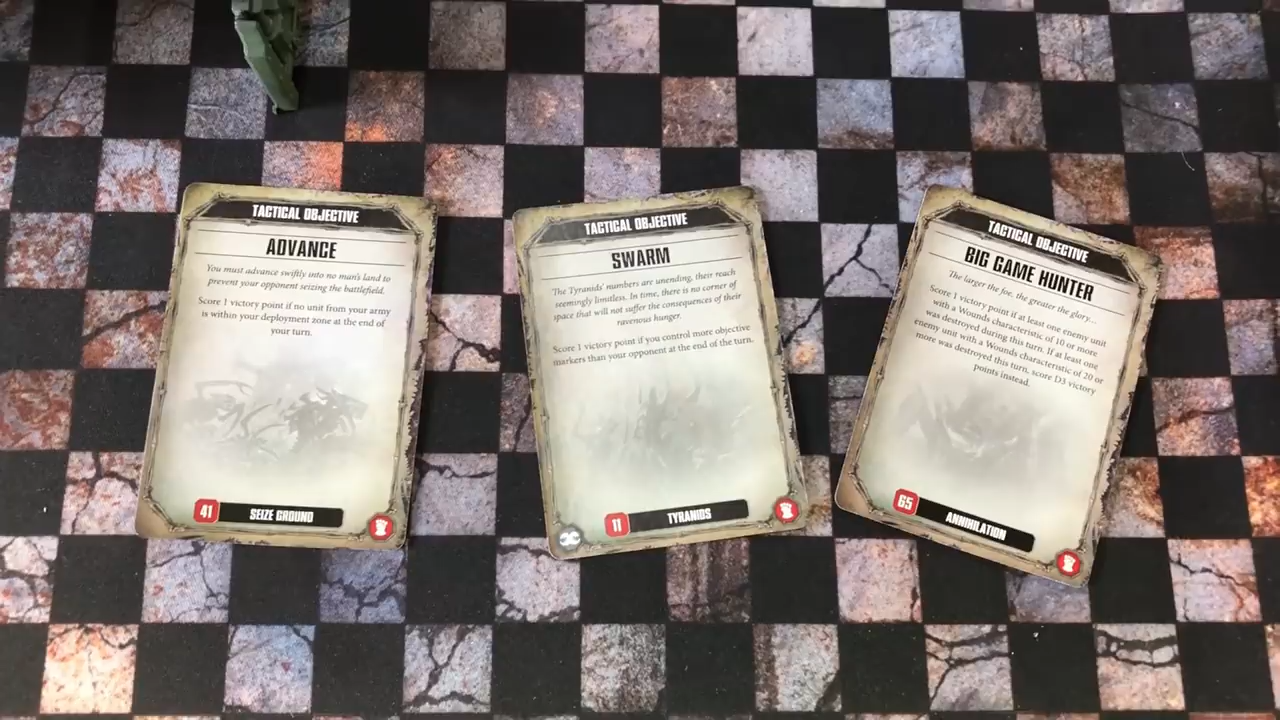 TACTICAL OBJECTIVE
ADVANCE
You must advance swiftly into no man's land to
prevent your opponent seizing the battlefield.
Score 1 victory point if no unit from your army
is within your deployment zone at the end of
your turn.
41
SEIZE GROUND
TACTICAL OBJECTIVE
SWARM
The Tyranids' numbers are unending, their reach
seemingly limitless. In time, there is no corner of
space that will not suffer the consequences of their
ravenous hunger.
Score 1 victory point if you control more objective
markers than your opponent at the end of the turn.
11
TYRANIDS
TACTICAL OBJECTIVE
BIG GAME HUNTER
The larger the foe, the greater the glory...
Score 1 victory point if at least one enemy unit
with a Wounds characteristic of 10 or more
was destroyed during this turn. If at least one
enemy unit with a Wounds characteristic of 20 or
more was destroyed this turn, score D3 victory
points instead.
65
ANNIHILATION